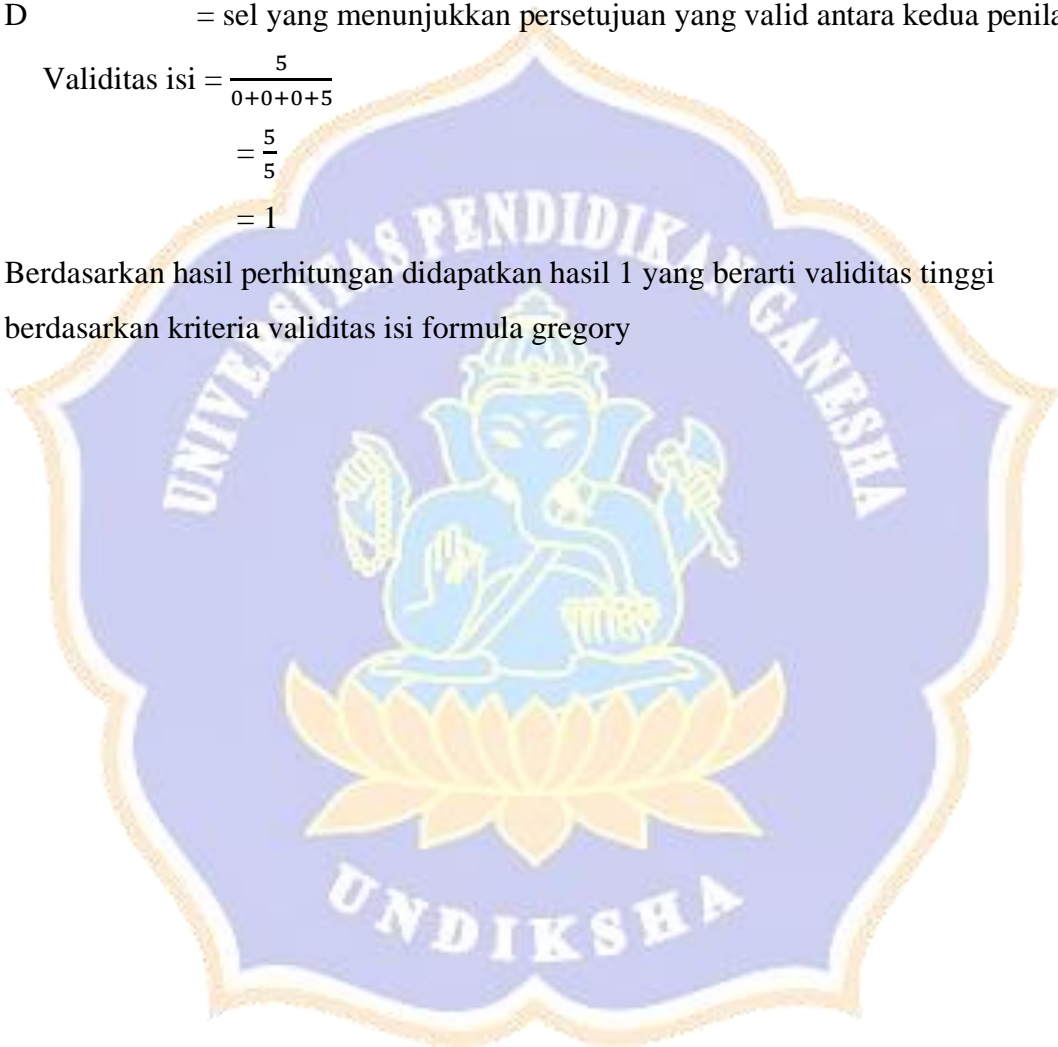 D = sel yang menunjukkan persetujuan yang valid antara kedua
Validitas isi = 5/0+0+0+5
= 5/5
= 1
Berdasarkan hasil perhitungan didapatkan hasil 1 yang berarti validitas tinggi
berdasarkan kriteria validitas isi formula gregory
UNIVERSITAS PENDIDIKAN GANESHA
UNDIKSHA